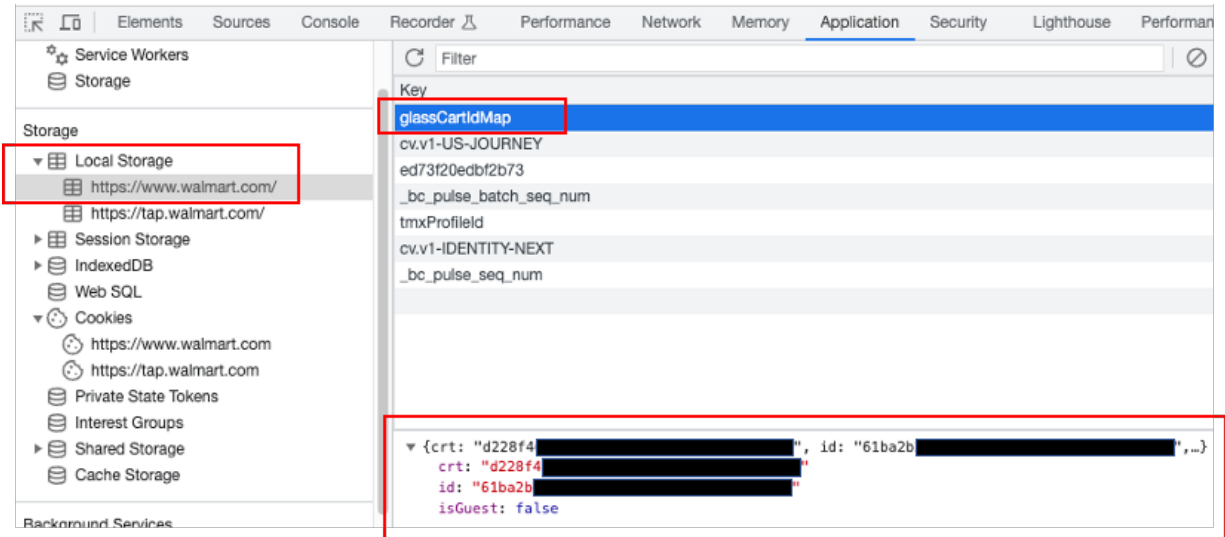 Elements Sources Console Recorder Performance Network Memory Application Security Lighthouse Performan
Service Workers
Storage
Storage
Local Storage
https://www.walmart.com/
https://tap.walmart.com/
Session Storage
IndexedDB
Web SQL
Cookies
https://www.walmart.com
https://tap.walmart.com
Private State Tokens
Interest Groups
Shared Storage
Cache Storage
Background Services
Filter
Key
glassCartIdMap
cv.v1-US-JOURNEY
ed73f20edbf2b73
_bc_pulse_batch_seq_num
tmxProfileId
cv.v1-IDENTITY-NEXT
_bc_pulse_seq_num
{crt: "d228f4", id: "61ba2b",…}
crt: "d228f4"
id: "61ba2b"
isGuest: false